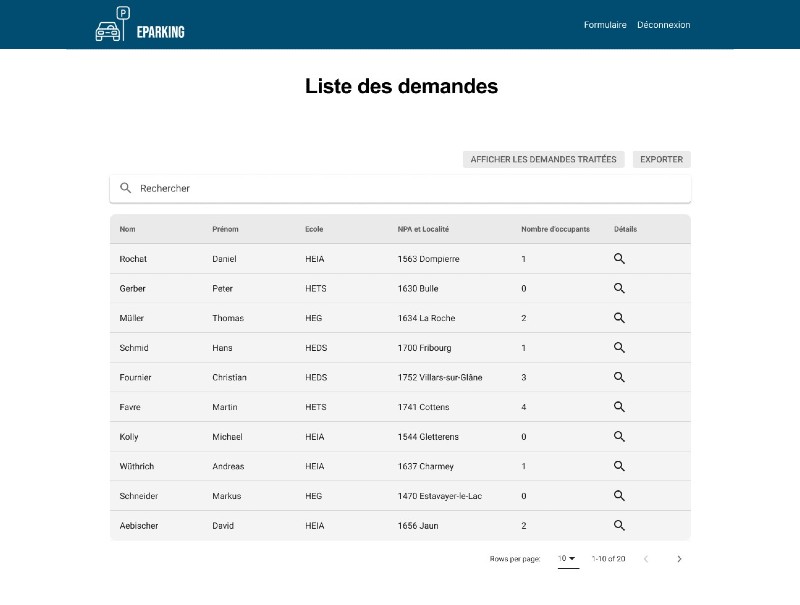 P
EPARKING
Formulaire Déconnexion
Liste des demandes
AFFICHER LES DEMANDES TRAITÉES EXPORTER
Rechercher
Nom Prénom Ecole NPA et Localité Nombre d'occupants Détails
Rochat Daniel HEIA 1563 Dompierre 1
Gerber Peter HETS 1630 Bulle 0
Müller Thomas HEG 1634 La Roche 2
Schmid Hans HEDS 1700 Fribourg 1
Fournier Christian HEDS 1752 Villars-sur-Glâne 3
Favre Martin HETS 1741 Cottens 4
Kolly Michael HEIA 1544 Gletterens 0
Wüthrich Andreas HEIA 1637 Charmey 1
Schneider Markus HEG 1470 Estavayer-le-Lac 0
Aebischer David HEIA 1656 Jaun 2
Rows per page: 10 1-10 of 20